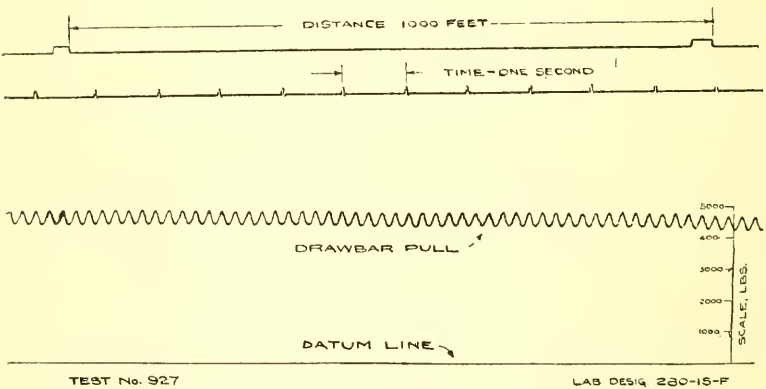 DISTANCE 1000 FEET
TIME-ONE SECOND
5000
400
3000
2000
1000
SCALE, LBS.
DRAWBAR PULL
DATUM LINE
TEST No. 927
LAB DESIG. 280-15-F